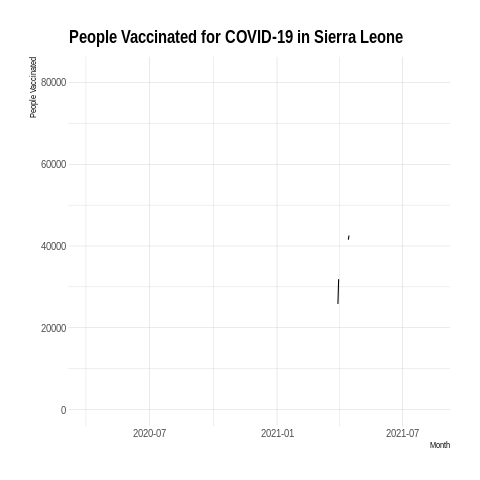 People Vaccinated for COVID-19 in Sierra Leone
People Vaccinated
80000
60000
40000
20000
0
2020-07
2021-01
2021-07
Month